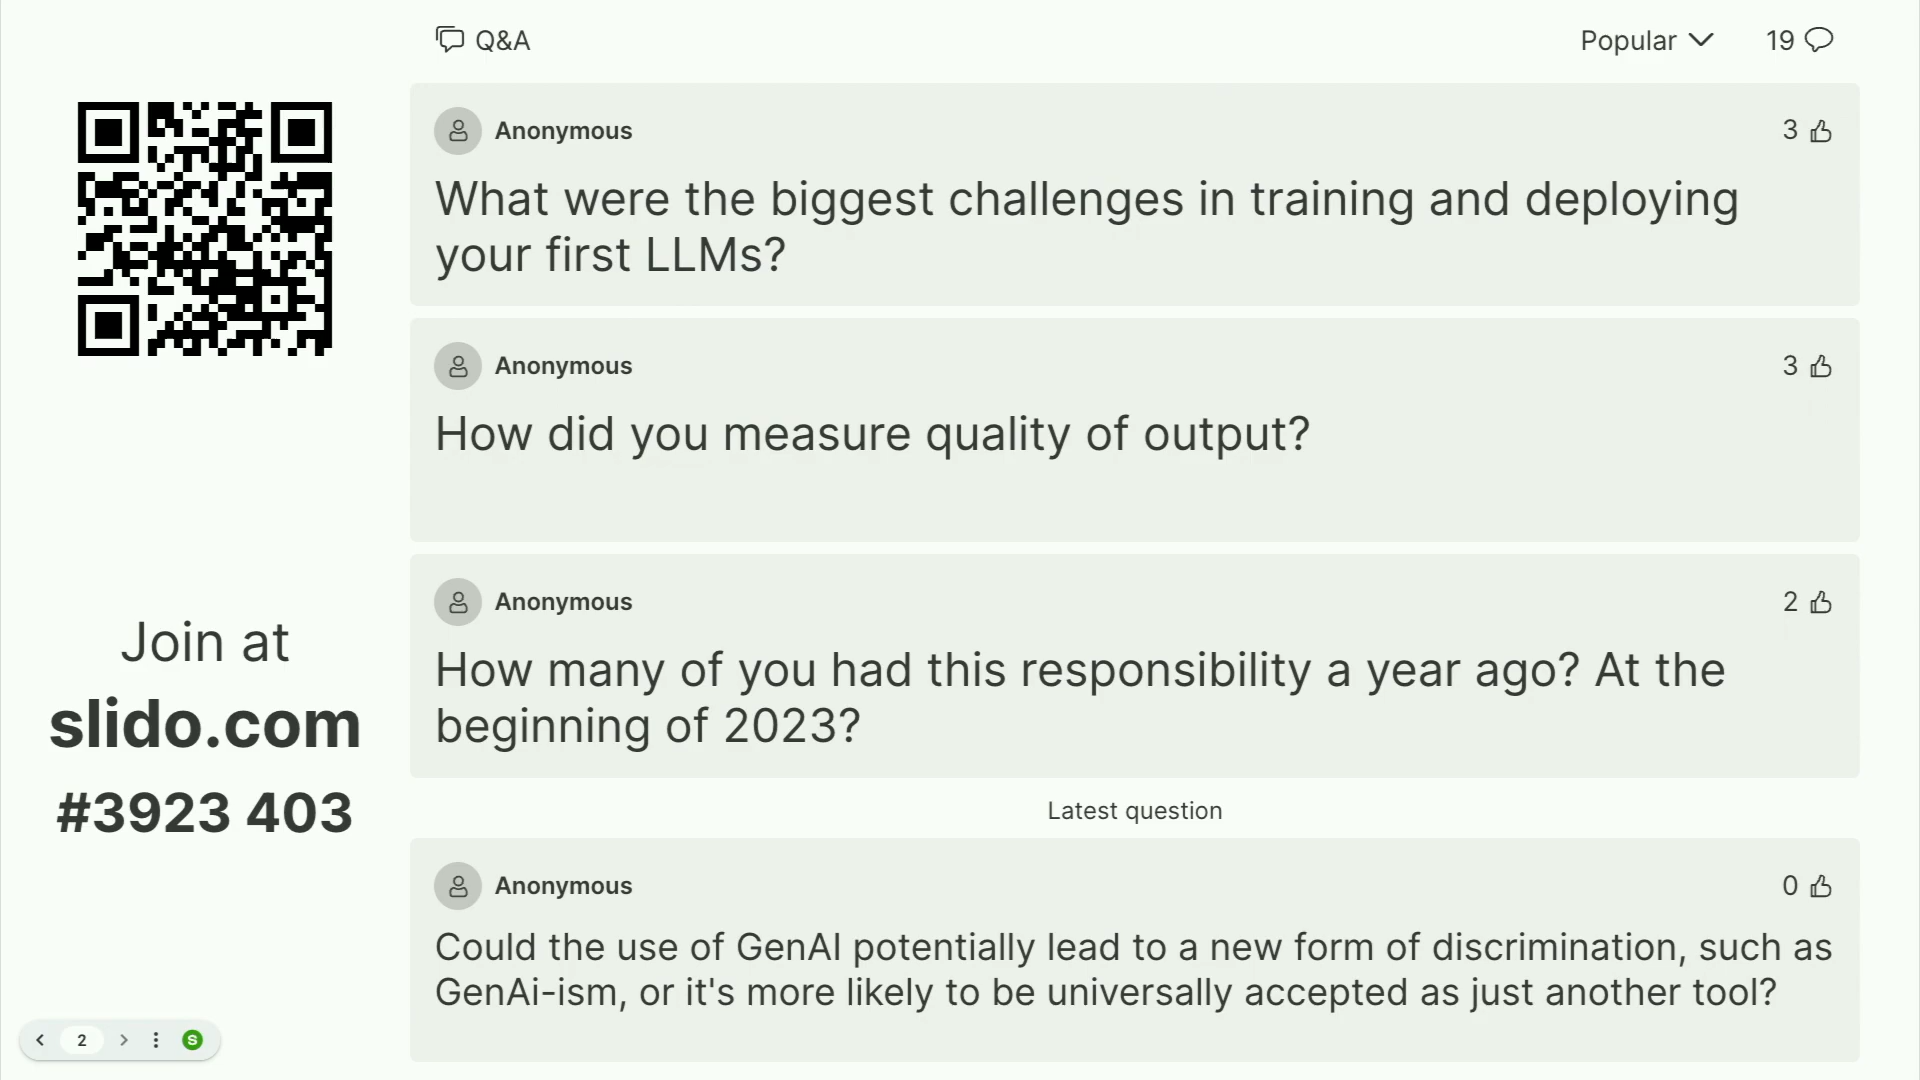 Q&A
Popular
19
Anonymous
3
What were the biggest challenges in training and deploying
your first LLMs?
Anonymous
3
How did you measure quality of output?
Anonymous
2
How many of you had this responsibility a year ago? At the
beginning of 2023?
Latest question
Anonymous
0
Could the use of GenAI potentially lead to a new form of discrimination, such as
GenAi-ism, or it's more likely to be universally accepted as just another tool?
Join at
slido.com
#3923 403
2
S